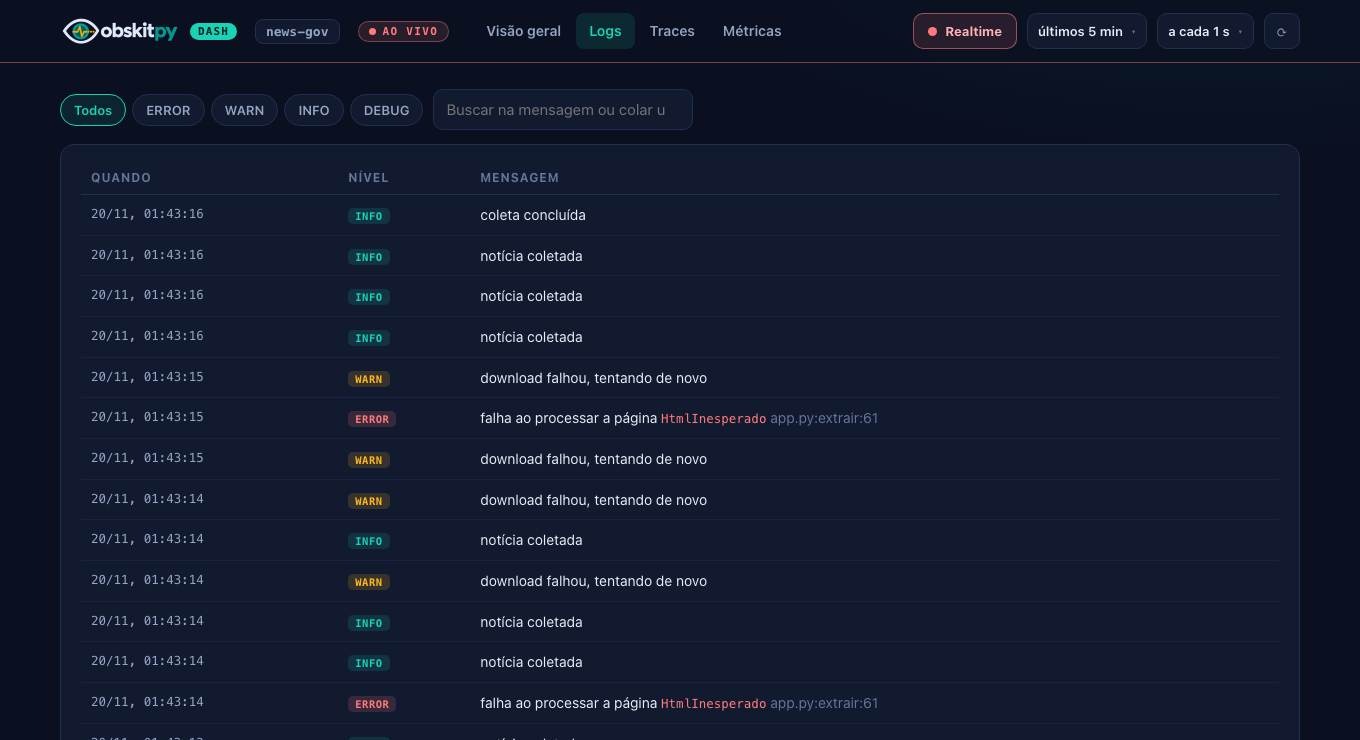 obskitpy DASH news-gov AO VIVO Visão geral Logs Traces Métricas Realtime últimos 5 min a cada 1 s
Todos ERROR WARN INFO DEBUG Buscar na mensagem ou colar u
QUANDO NÍVEL MENSAGEM
20/11, 01:43:16 INFO coleta concluída
20/11, 01:43:16 INFO notícia coletada
20/11, 01:43:16 INFO notícia coletada
20/11, 01:43:16 INFO notícia coletada
20/11, 01:43:15 WARN download falhou, tentando de novo
20/11, 01:43:15 ERROR falha ao processar a página HtmlInesperado app.py:extrair:61
20/11, 01:43:15 WARN download falhou, tentando de novo
20/11, 01:43:14 WARN download falhou, tentando de novo
20/11, 01:43:14 INFO notícia coletada
20/11, 01:43:14 WARN download falhou, tentando de novo
20/11, 01:43:14 INFO notícia coletada
20/11, 01:43:14 INFO notícia coletada
20/11, 01:43:14 ERROR falha ao processar a página HtmlInesperado app.py:extrair:61